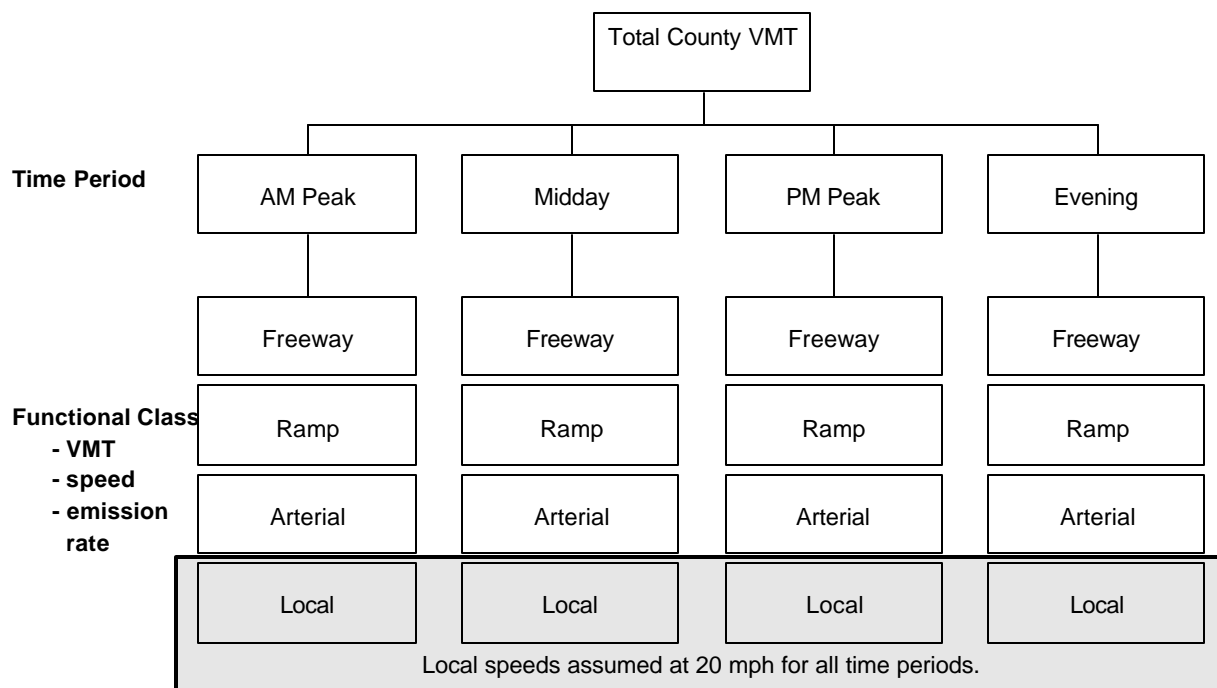 Total County VMT
Time Period
AM Peak
Midday
PM Peak
Evening
Freeway
Freeway
Freeway
Freeway
Functional Class
- VMT
- speed
- emission
rate
Ramp
Ramp
Ramp
Ramp
Arterial
Arterial
Arterial
Arterial
Local
Local
Local
Local
Local speeds assumed at 20 mph for all time periods.